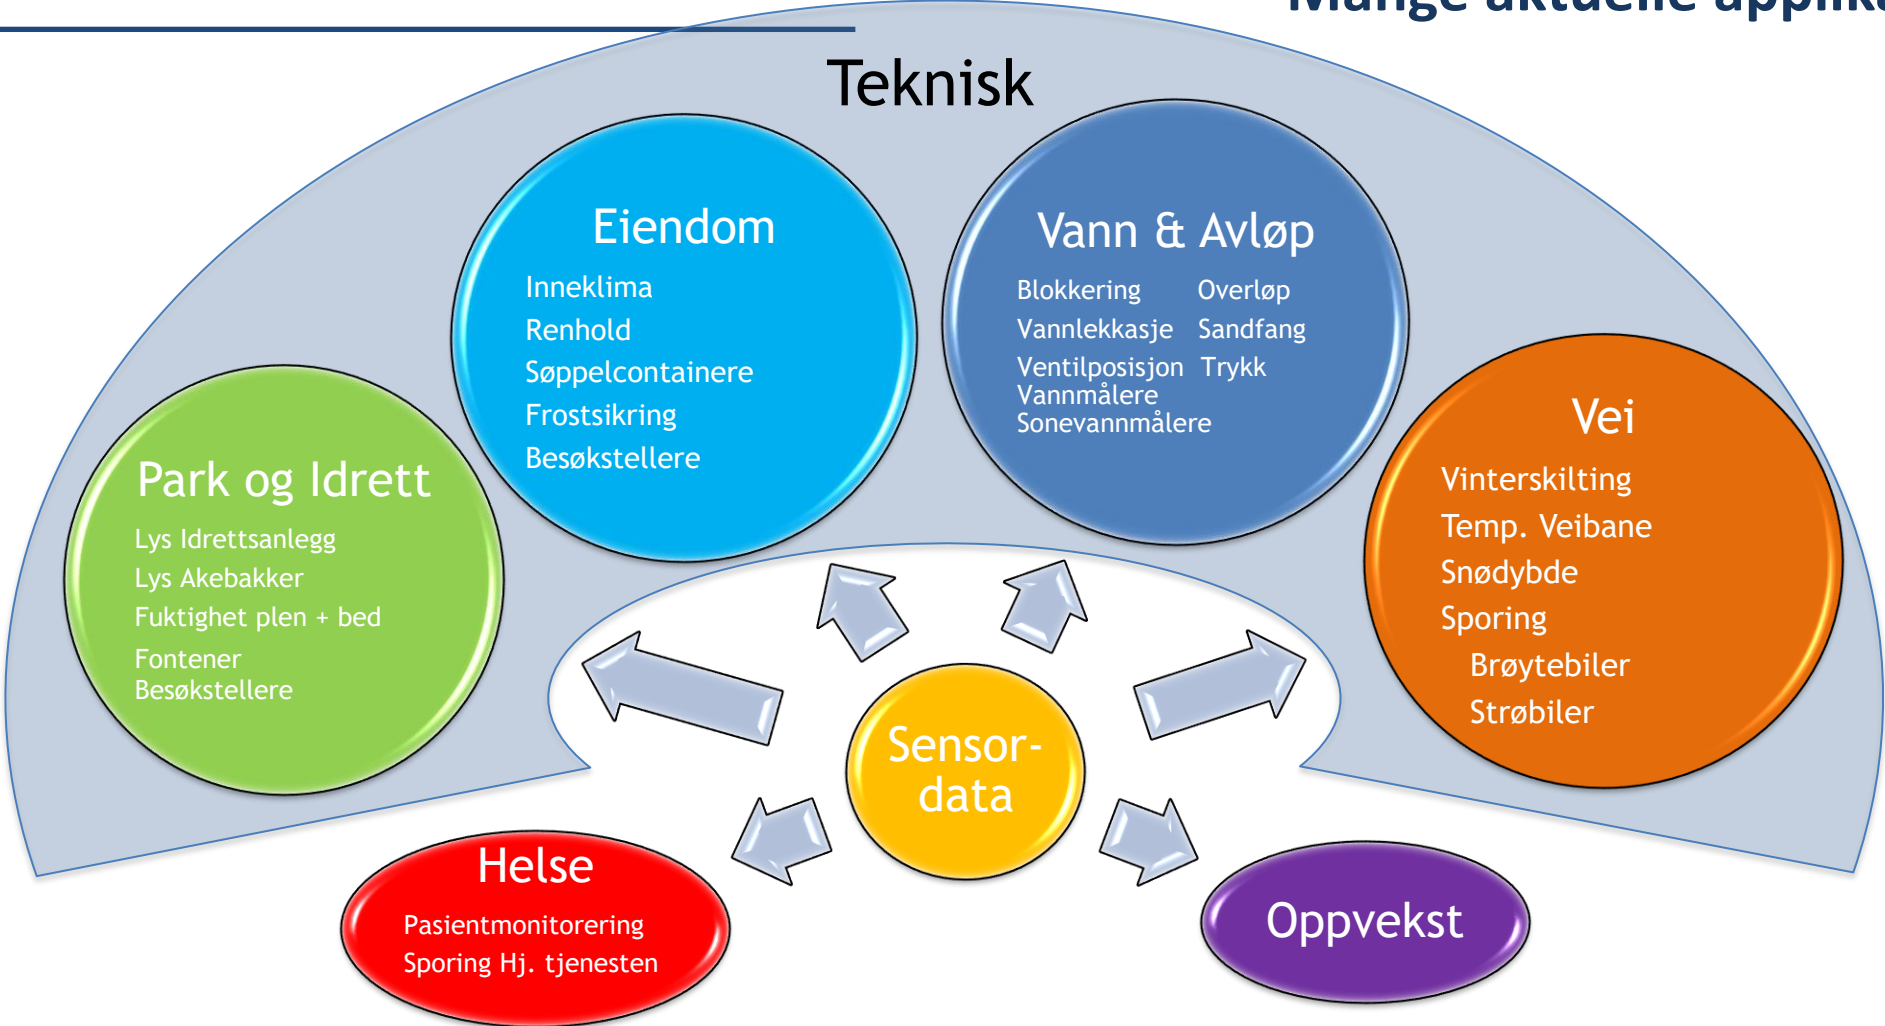 Mange aktuelle
Teknisk
Eiendom
Inneklima
Renhold
Søppelcontainere
Frostsikring
Besøkstellere
Vann & Avløp
Blokkering Overløp
Vannlekkasje Sandfang
Ventilposisjon Trykk
Vannmålere
Sonevannmålere
Park og Idrett
Lys Idrettsanlegg
Lys Akebakker
Fuktighet plen + bed
Fontener
Besøkstellere
Vei
Vinterskilting
Temp. Veibane
Snødybde
Sporing
Brøytebiler
Strøbiler
Sensor-
data
Helse
Pasientmonitorering
Sporing Hj. tjenesten
Oppvekst